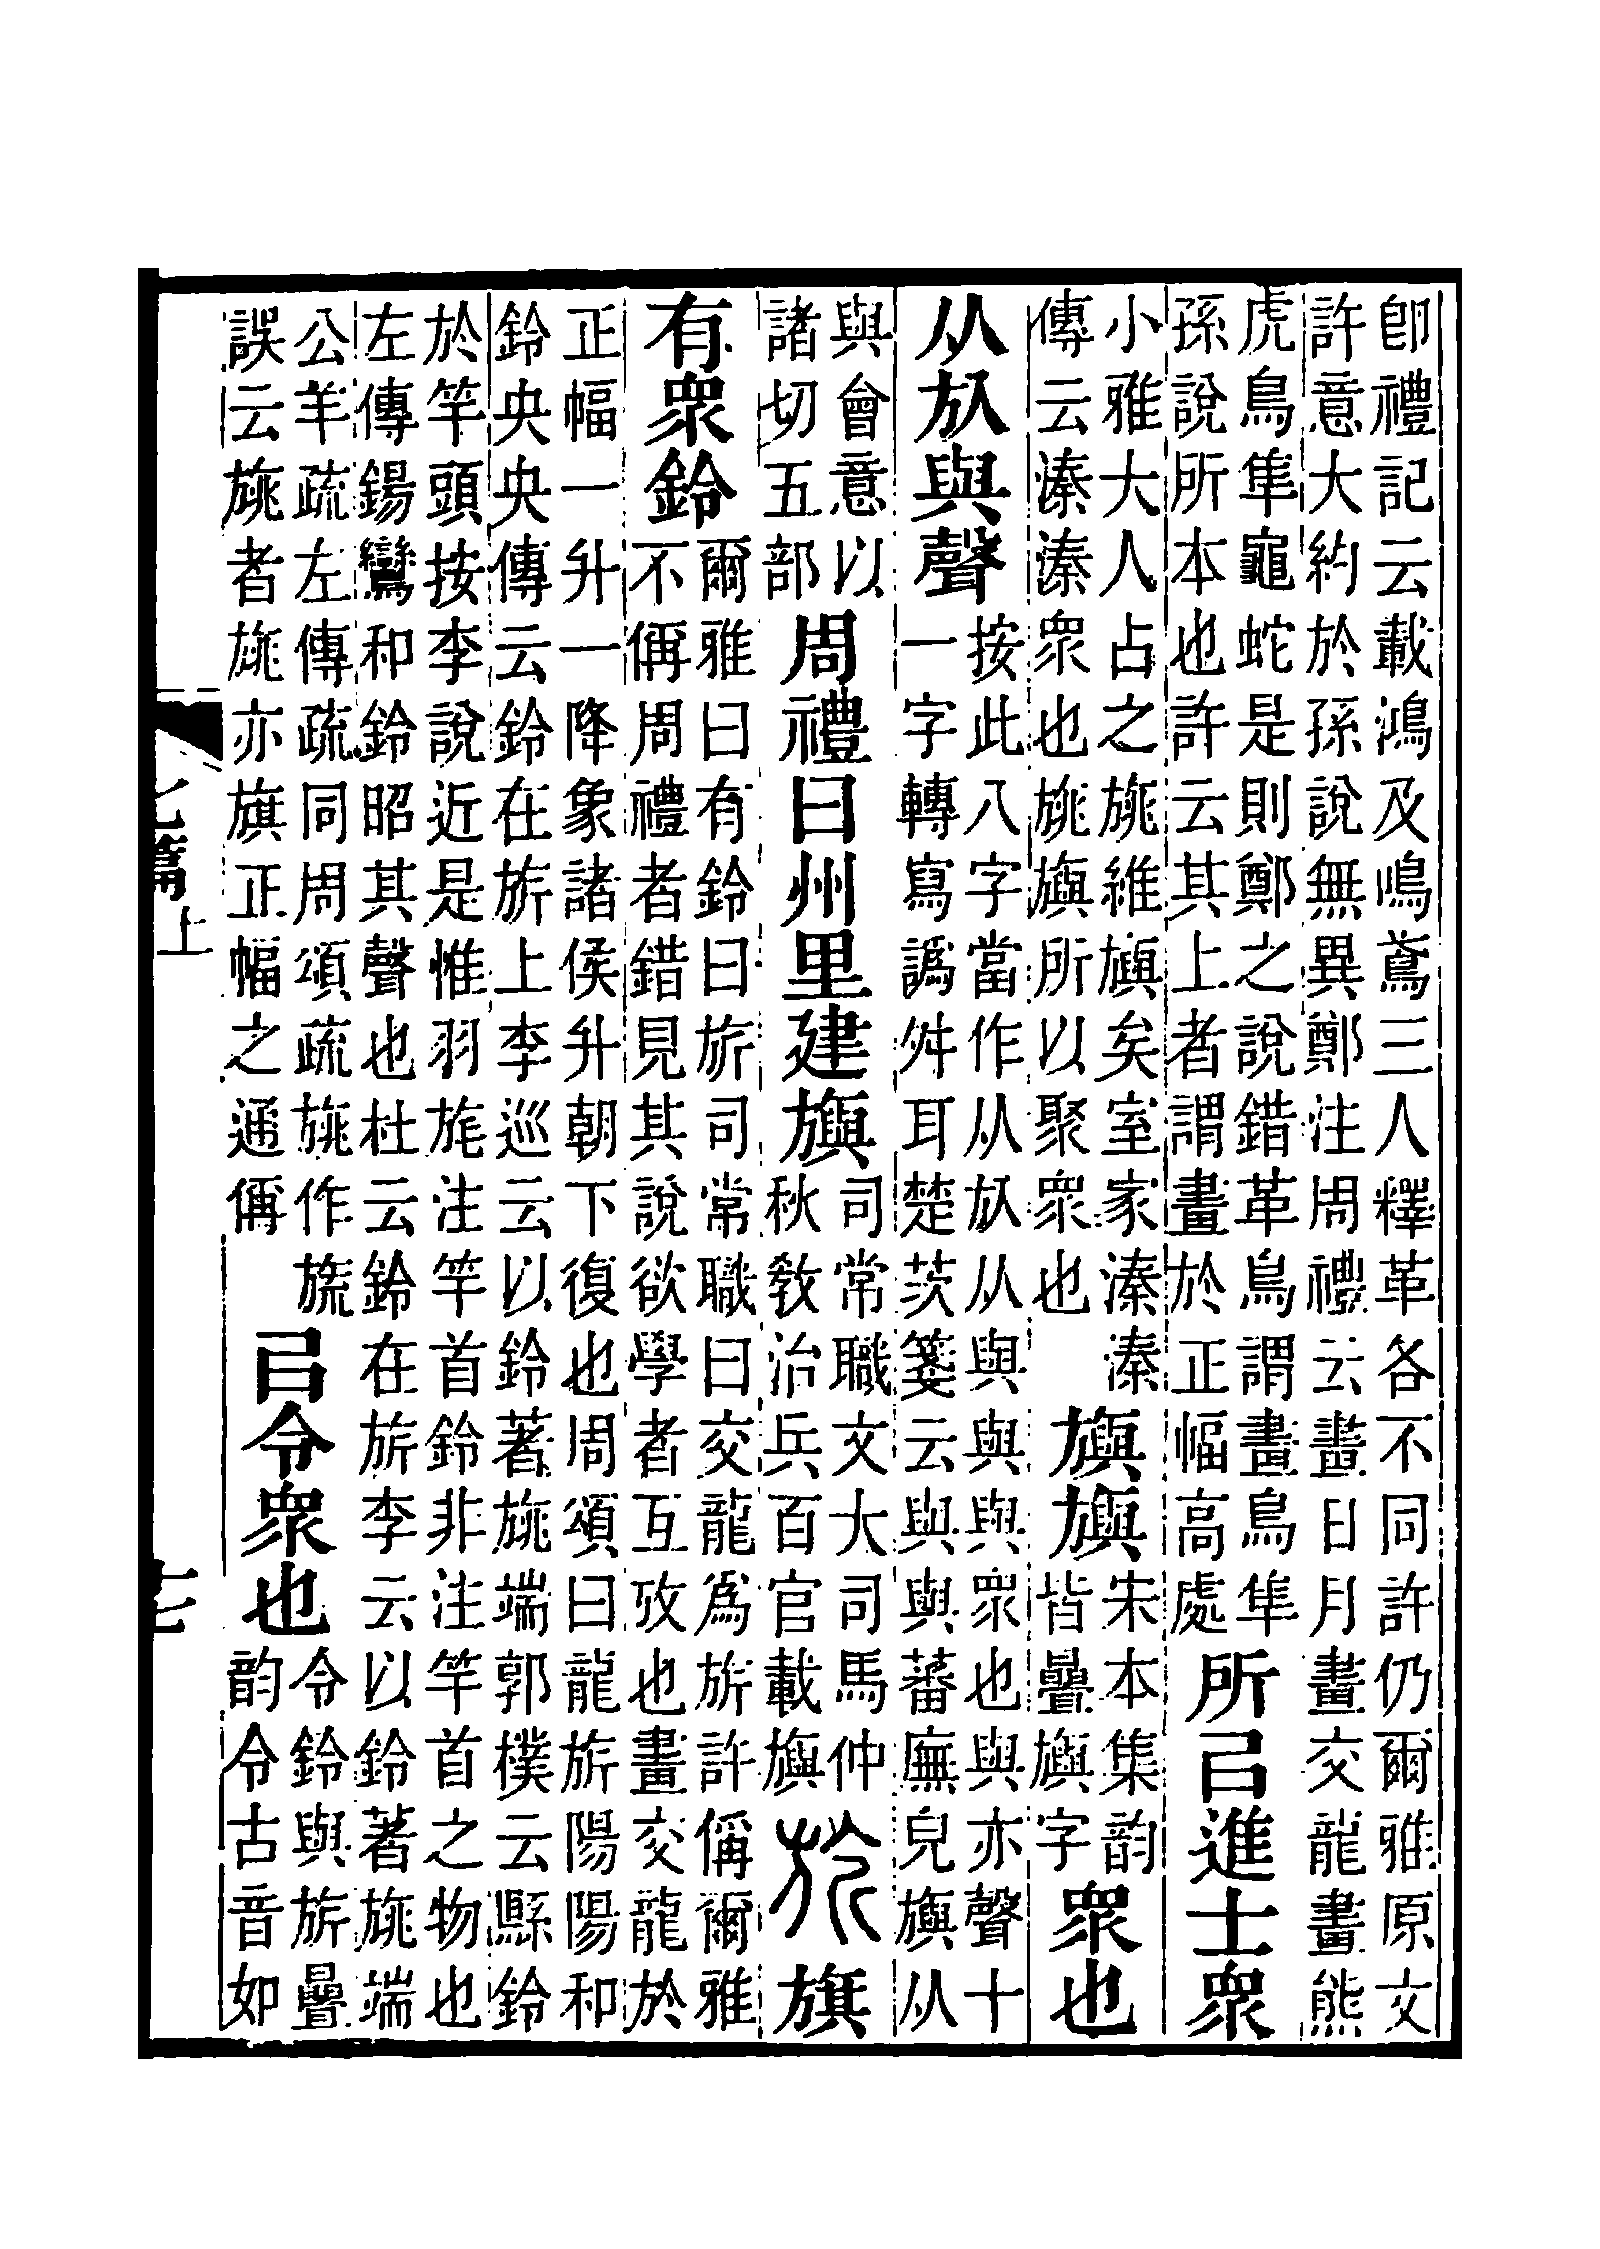 卽禮記云載鴻及鳴鳶三人釋革各不同許仍爾雅原文
許意大約於孫說無異鄭注周禮云畫日月畫交龍畫熊
虎鳥隼龜蛇是則鄭之說錯革鳥謂畫鳥隼
孫說所本也許云其上者謂畫於正幅高處
所㠯進士衆
小雅大人占之旐維旟矣室家溱溱
傳云溱溱衆也旐旟所以聚衆也
旟旟
朱本集韵
皆疊旟字
衆也
从㫃與聲
按此八字當作从㫃从與與與衆也與亦聲十
一字轉寫譌舛耳楚茨箋云與與蕃廡皃旟从
與會意以
諸切五部
周禮曰州里建旟
司常職文大司馬仲
秋敎治兵百官載旟
旂旗
有衆鈴
爾雅曰有鈴曰旂司常職曰交龍爲旂許偁爾雅
不偁周禮者錯見其說欲學者互攷也畫交龍於
正幅一升一降象諸侯升朝下復也周頌曰龍旂陽陽和
鈴央央傳云鈴在旂上李巡云以鈴著旐端郭樸云縣鈴
於竿頭按李說近是惟羽旄注竿首鈴非注竿首之物也
左傳鍚鸞和鈴昭其聲也杜云鈴在旂李云以鈴著旐端
公羊疏左傳疏同周頌疏旐作旒
誤云旐者旐亦旗正幅之通偁
㠯令衆也
令鈴與旂疊
韵令古音如
七篇上
十七